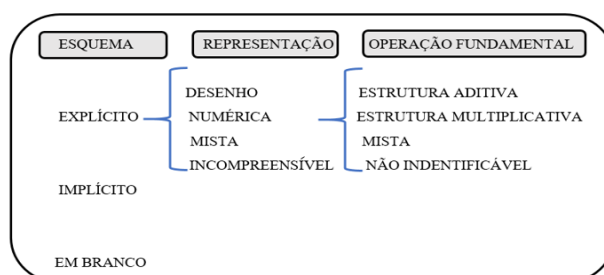 ESQUEMA REPRESENTAÇÃO OPERAÇÃO FUNDAMENTAL
DESENHO ESTRUTURA ADITIVA
EXPLÍCITO NUMÉRICA ESTRUTURA MULTIPLICATIVA
MISTA MISTA
INCOMPREENSÍVEL NÃO INDENTIFICÁVEL
IMPLÍCITO
EM BRANCO